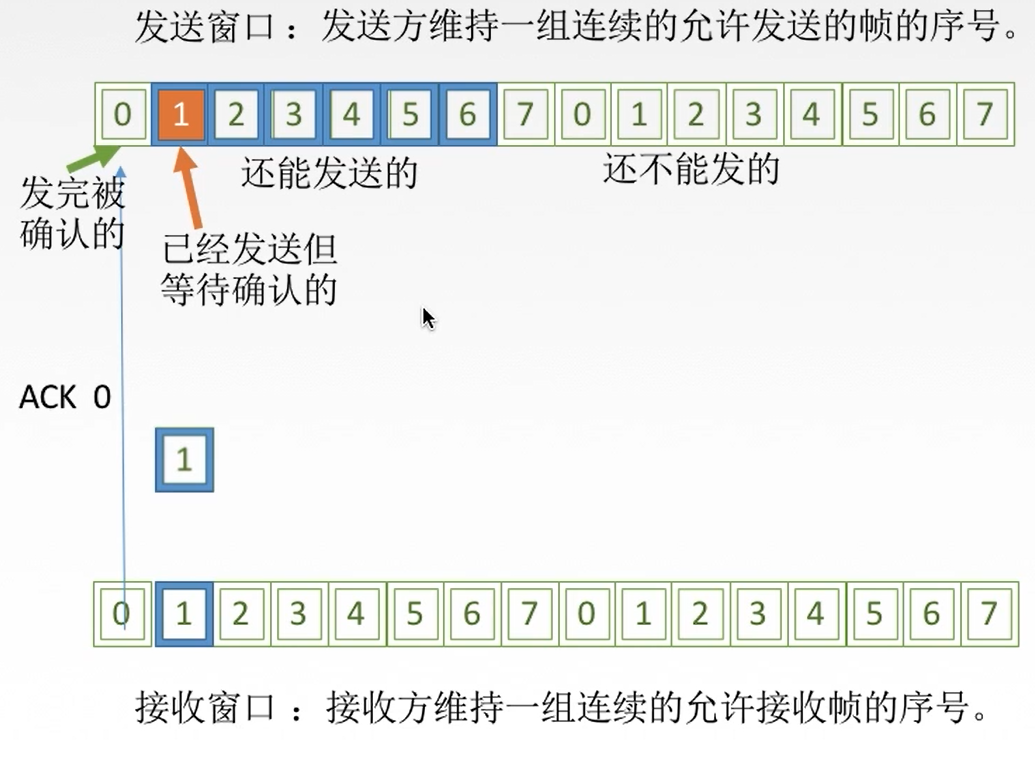 发送窗口：发送方维持一组连续的允许发送的帧的序号。
0 1 2 3 4 5 6 7 0 1 2 3 4 5 6 7
还能发送的
还不能发的
发完被
确认的
已经发送但
等待确认的
ACK 0
1
0 1 2 3 4 5 6 7 0 1 2 3 4 5 6 7
接收窗口：接收方维持一组连续的允许接收帧的序号。